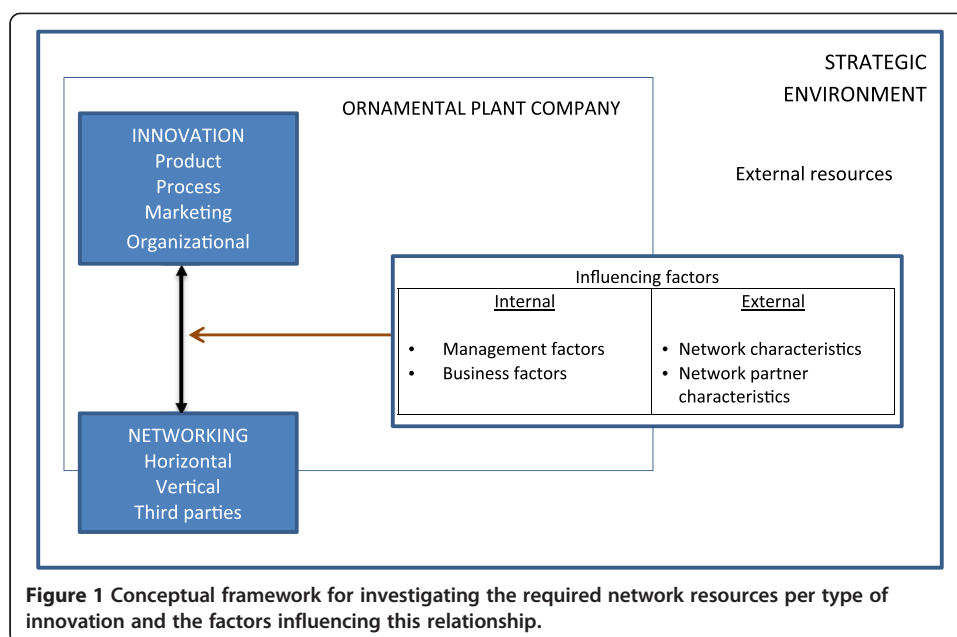 STRATEGIC
ENVIRONMENT
ORNAMENTAL PLANT COMPANY
External resources
INNOVATION
Product
Process
Marketing
Organizational
Influencing factors
Internal
• Management factors
• Business factors
External
• Network characteristics
• Network partner
characteristics
NETWORKING
Horizontal
Vertical
Third parties
Figure 1 Conceptual framework for investigating the required network resources per type of
innovation and the factors influencing this relationship.